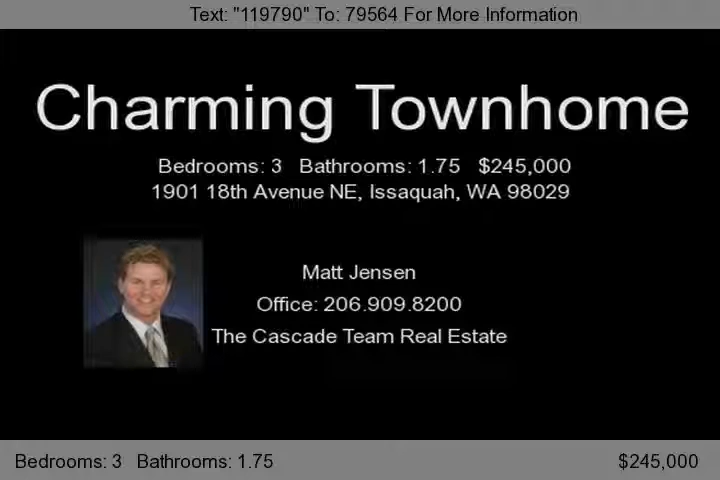 Text: "119790" To: 79564 For More Information
Charming Townhome
Bedrooms: 3   Bathrooms: 1.75   $245,000
1901 18th Avenue NE, Issaquah, WA 98029
Matt Jensen
Office: 206.909.8200
The Cascade Team Real Estate
Bedrooms: 3   Bathrooms: 1.75   $245,000